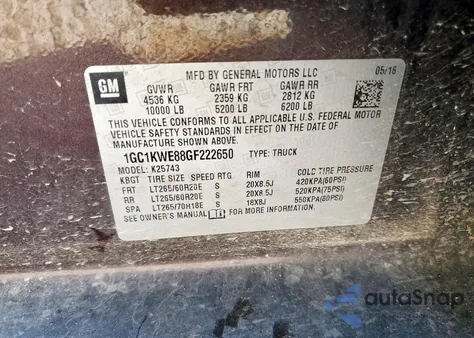 GM
MFD BY GENERAL MOTORS LLC 05/16
GVWR GAWR FRT GAWR RR
4536 KG 2359 KG 2812 KG
10000 LB 5200 LB 6200 LB
THIS VEHICLE CONFORMS TO ALL APPLICABLE U.S. FEDERAL MOTOR
VEHICLE SAFETY STANDARDS IN EFFECT ON THE DATE OF
MANUFACTURE SHOWN ABOVE.
1GC1KWE88GF222650 TYPE: TRUCK
MODEL: K25743
KBGT TIRE SIZE SPEED RTG RIM COLD TIRE PRESSURE
FRT LT265/60R20E S 20X8.5J 420KPA(60PSI)
RR LT265/60R20E S 20X8.5J 520KPA(75PSI)
SPA LT265/70R18E S 18X8J 550KPA(80PSI)
SEE OWNER'S MANUAL FOR MORE INFORMATION.
autoSnap